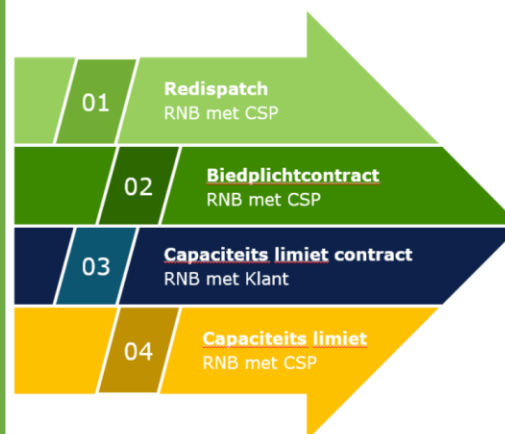 01
Redispatch
RNB met CSP
02
Biedplichtcontract
RNB met CSP
03
Capaciteits limiet contract
RNB met Klant
04
Capaciteits limiet
RNB met CSP